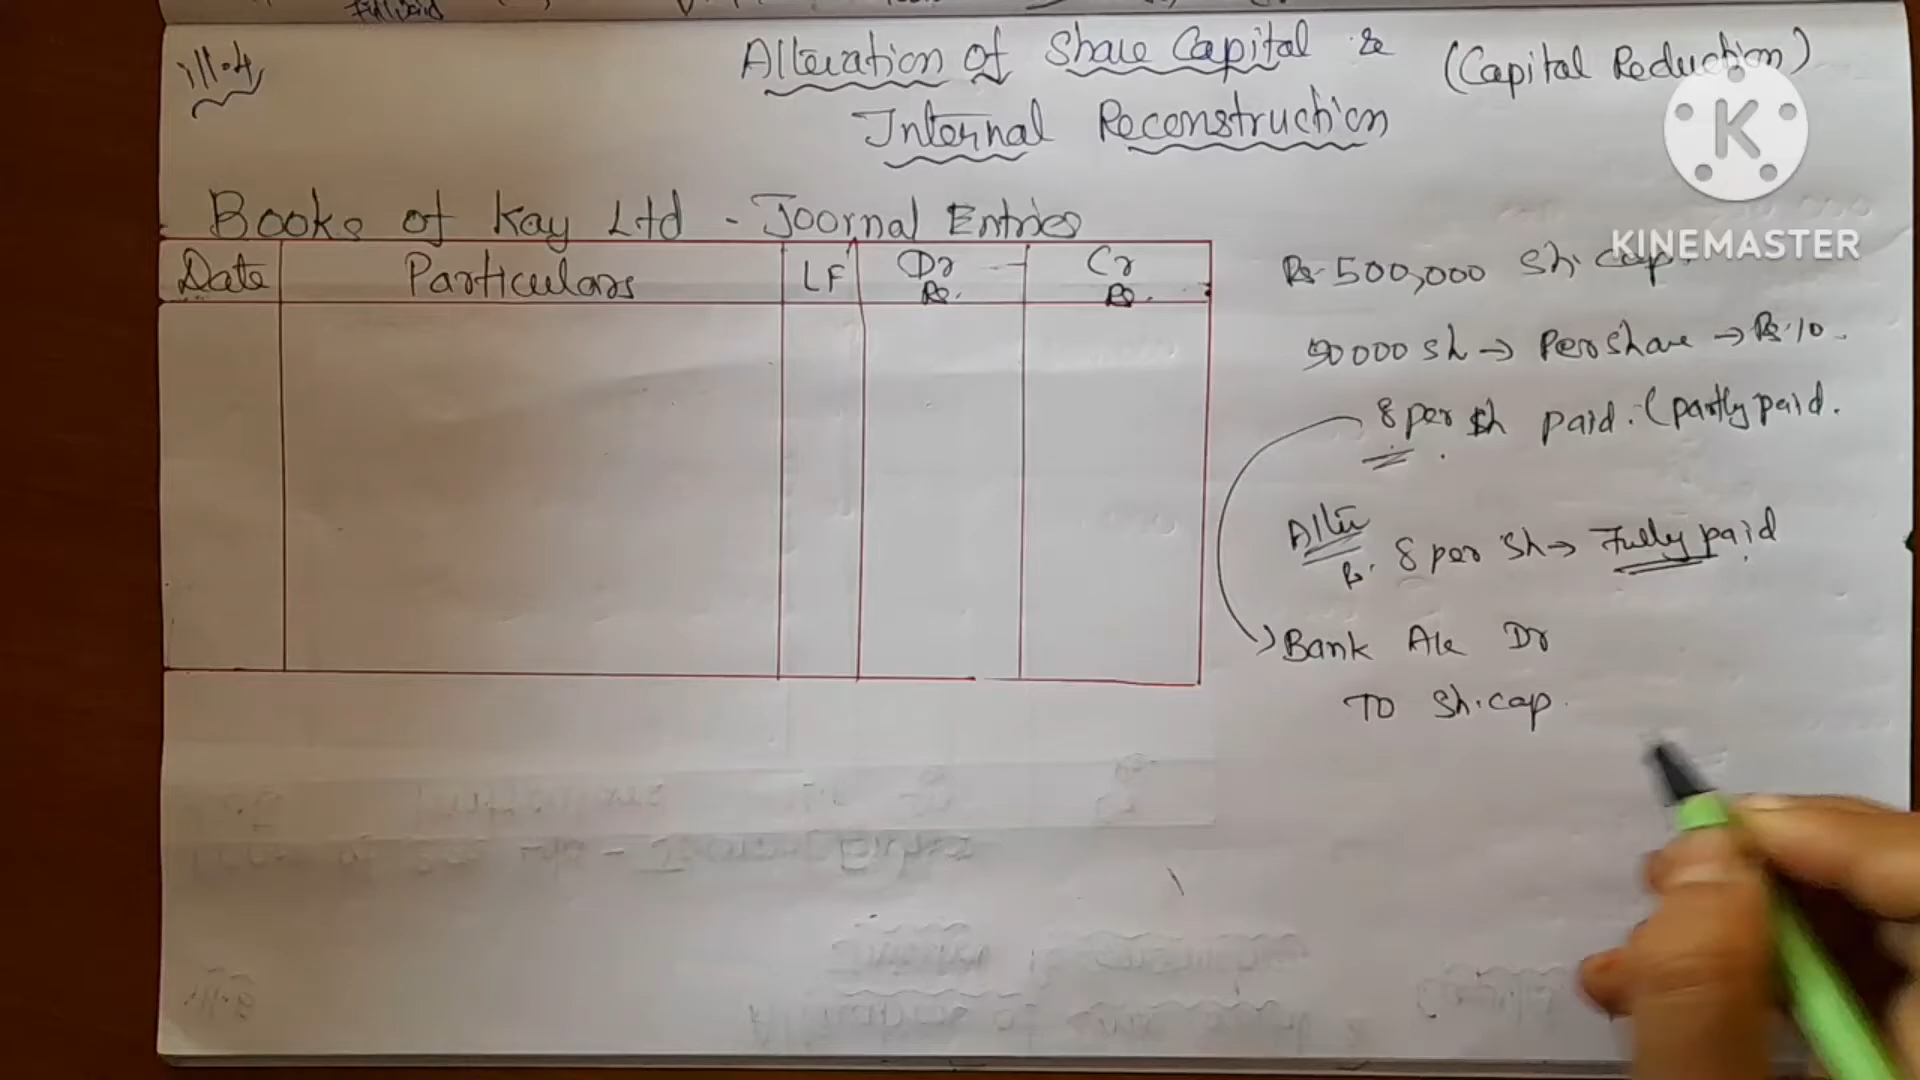 Fullpaid
ill.4
Alteration of Share Capital & (Capital Reduction)
Internal Reconstruction
K
KINEMASTER
Books of Kay Ltd - Journal Entries
Date Particulars LF Dr Rs. Cr Rs.
Rs. 500,000 Sh. cap.
50000 sh → Per share → Rs. 10.
8 per sh paid. (partly paid.
Alter
Rs. 8 per sh → Fully paid
Bank A/c Dr
To Sh. cap.